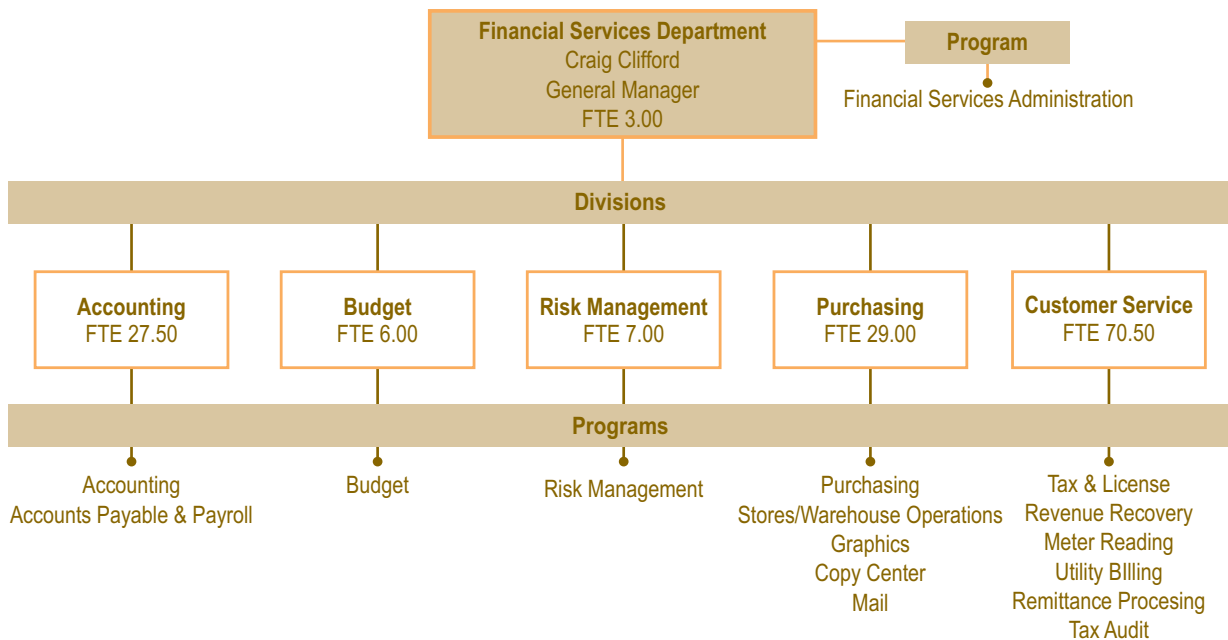 Financial Services Department
Craig Clifford
General Manager
FTE 3.00
Program
Financial Services Administration
Divisions
Accounting
FTE 27.50
Budget
FTE 6.00
Risk Management
FTE 7.00
Purchasing
FTE 29.00
Customer Service
FTE 70.50
Programs
Accounting
Accounts Payable & Payroll
Budget
Risk Management
Purchasing
Stores/Warehouse Operations
Graphics
Copy Center
Mail
Tax & License
Revenue Recovery
Meter Reading
Utility BIlling
Remittance Procesing
Tax Audit